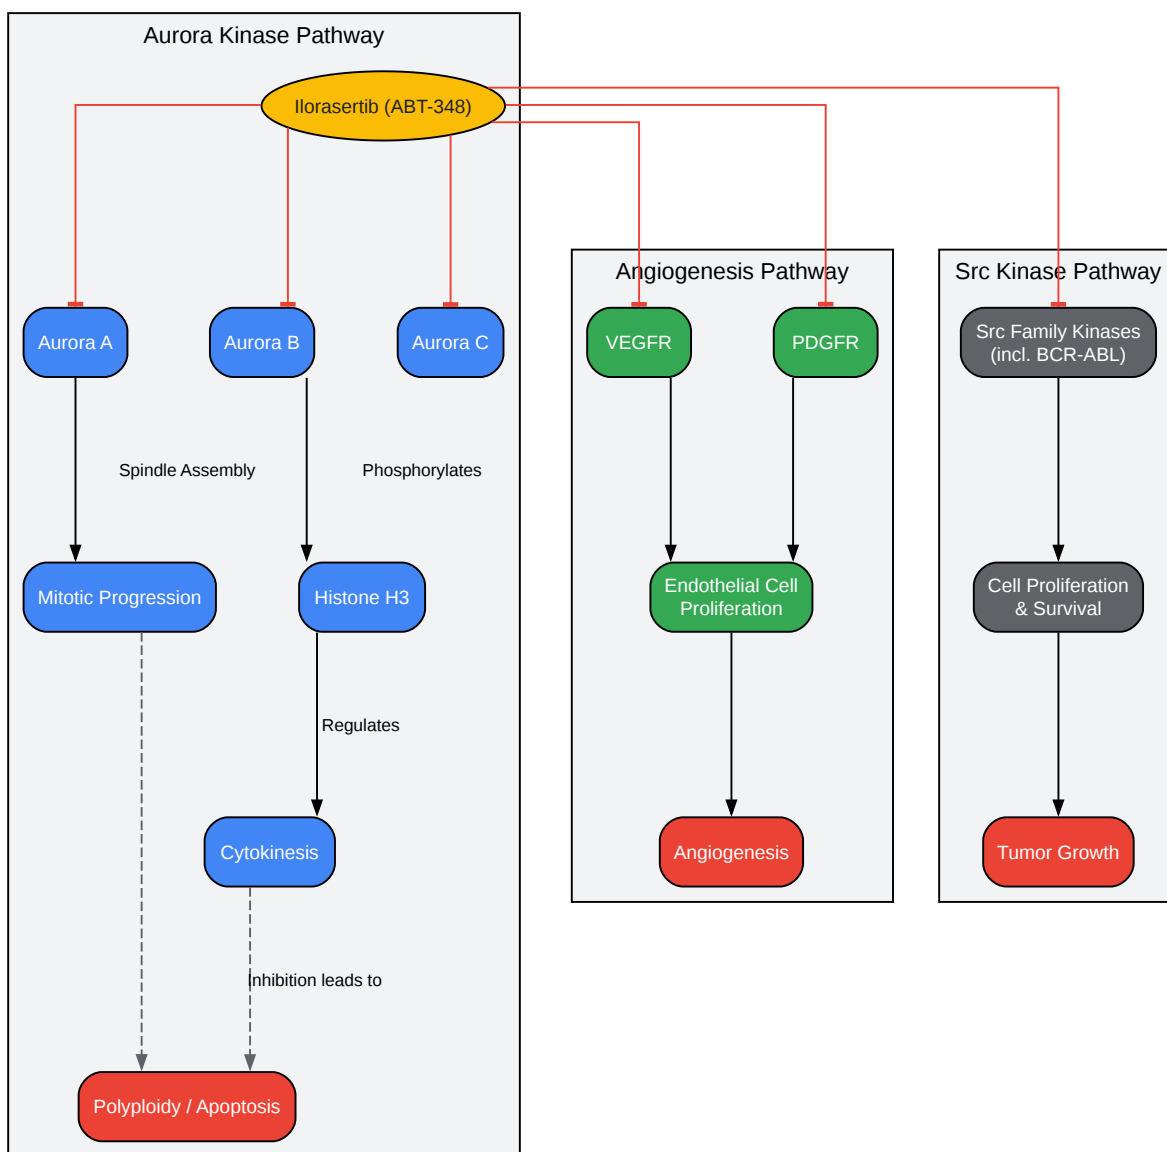 Aurora Kinase Pathway
Ilorasertib (ABT-348)
Angiogenesis Pathway
Src Kinase Pathway
Aurora A
Aurora B
Aurora C
VEGFR
PDGFR
Src Family Kinases
(incl. BCR-ABL)
Spindle Assembly
Phosphorylates
Mitotic Progression
Histone H3
Endothelial Cell
Proliferation
Cell Proliferation
& Survival
Regulates
Cytokinesis
Angiogenesis
Tumor Growth
Inhibition leads to
Polyploidy / Apoptosis